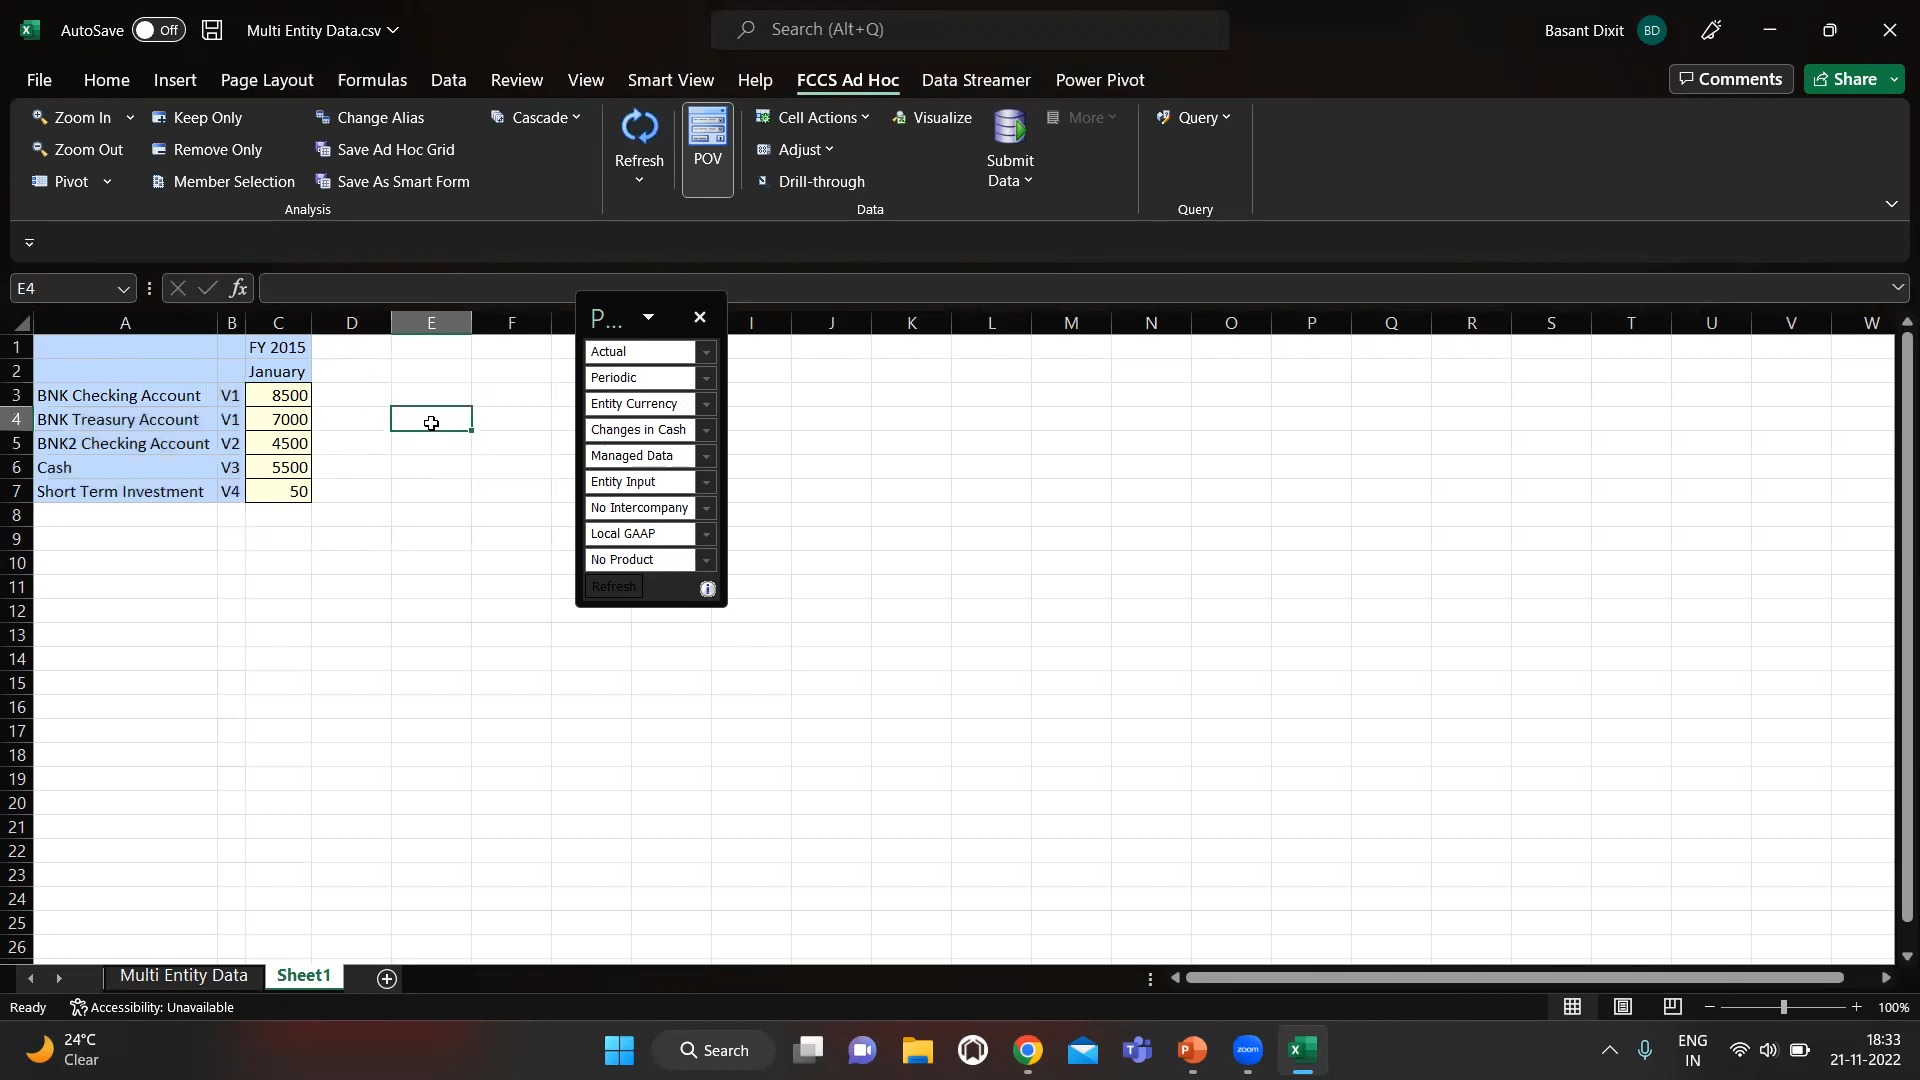 AutoSave Off Multi Entity Data.csv Search (Alt+Q) Basant Dixit BD
File Home Insert Page Layout Formulas Data Review View Smart View Help FCCS Ad Hoc Data Streamer Power Pivot Comments Share
Zoom In Keep Only Change Alias Cascade Cell Actions Visualize More Query
Zoom Out Remove Only Save Ad Hoc Grid Refresh POV Adjust Submit Data
Pivot Member Selection Save As Smart Form Drill-through
Analysis Data Query
E4 fx
A B C D E F I J K L M N O P Q R S T U V W
P...
1 FY 2015 Actual
2 January Periodic
3 BNK Checking Account V1 8500 Entity Currency
4 BNK Treasury Account V1 7000 Changes in Cash
5 BNK2 Checking Account V2 4500 Managed Data
6 Cash V3 5500 Entity Input
7 Short Term Investment V4 50 No Intercompany
8 Local GAAP
9 No Product
10 Refresh
11
12
13
14
15
16
17
18
19
20
21
22
23
24
25
26
Multi Entity Data Sheet1
Ready Accessibility: Unavailable 100%
24°C
Clear
Search zoom
ENG
IN
18:33
21-11-2022